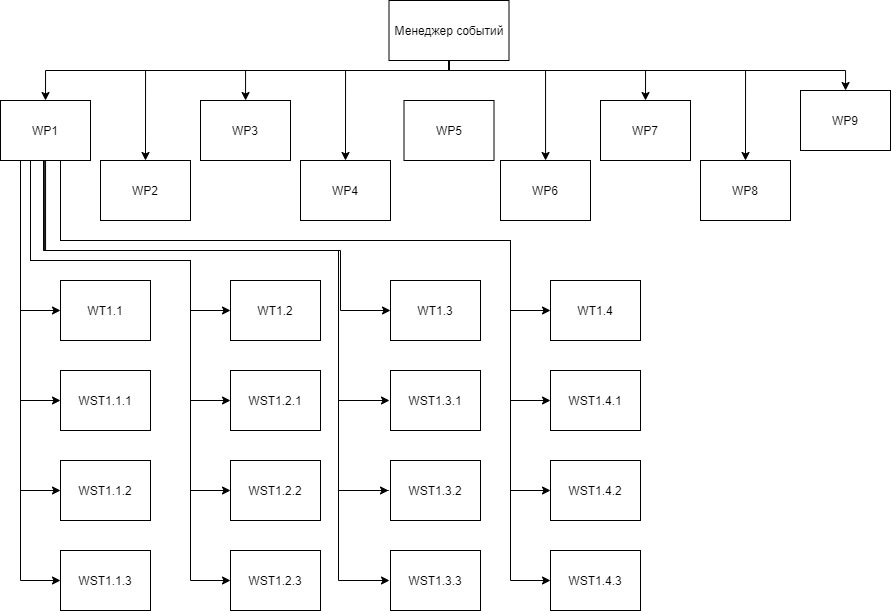 Менеджер событий
WP1
WP2
WP3
WP4
WP5
WP6
WP7
WP8
WP9
WT1.1
WT1.2
WT1.3
WT1.4
WST1.1.1
WST1.2.1
WST1.3.1
WST1.4.1
WST1.1.2
WST1.2.2
WST1.3.2
WST1.4.2
WST1.1.3
WST1.2.3
WST1.3.3
WST1.4.3